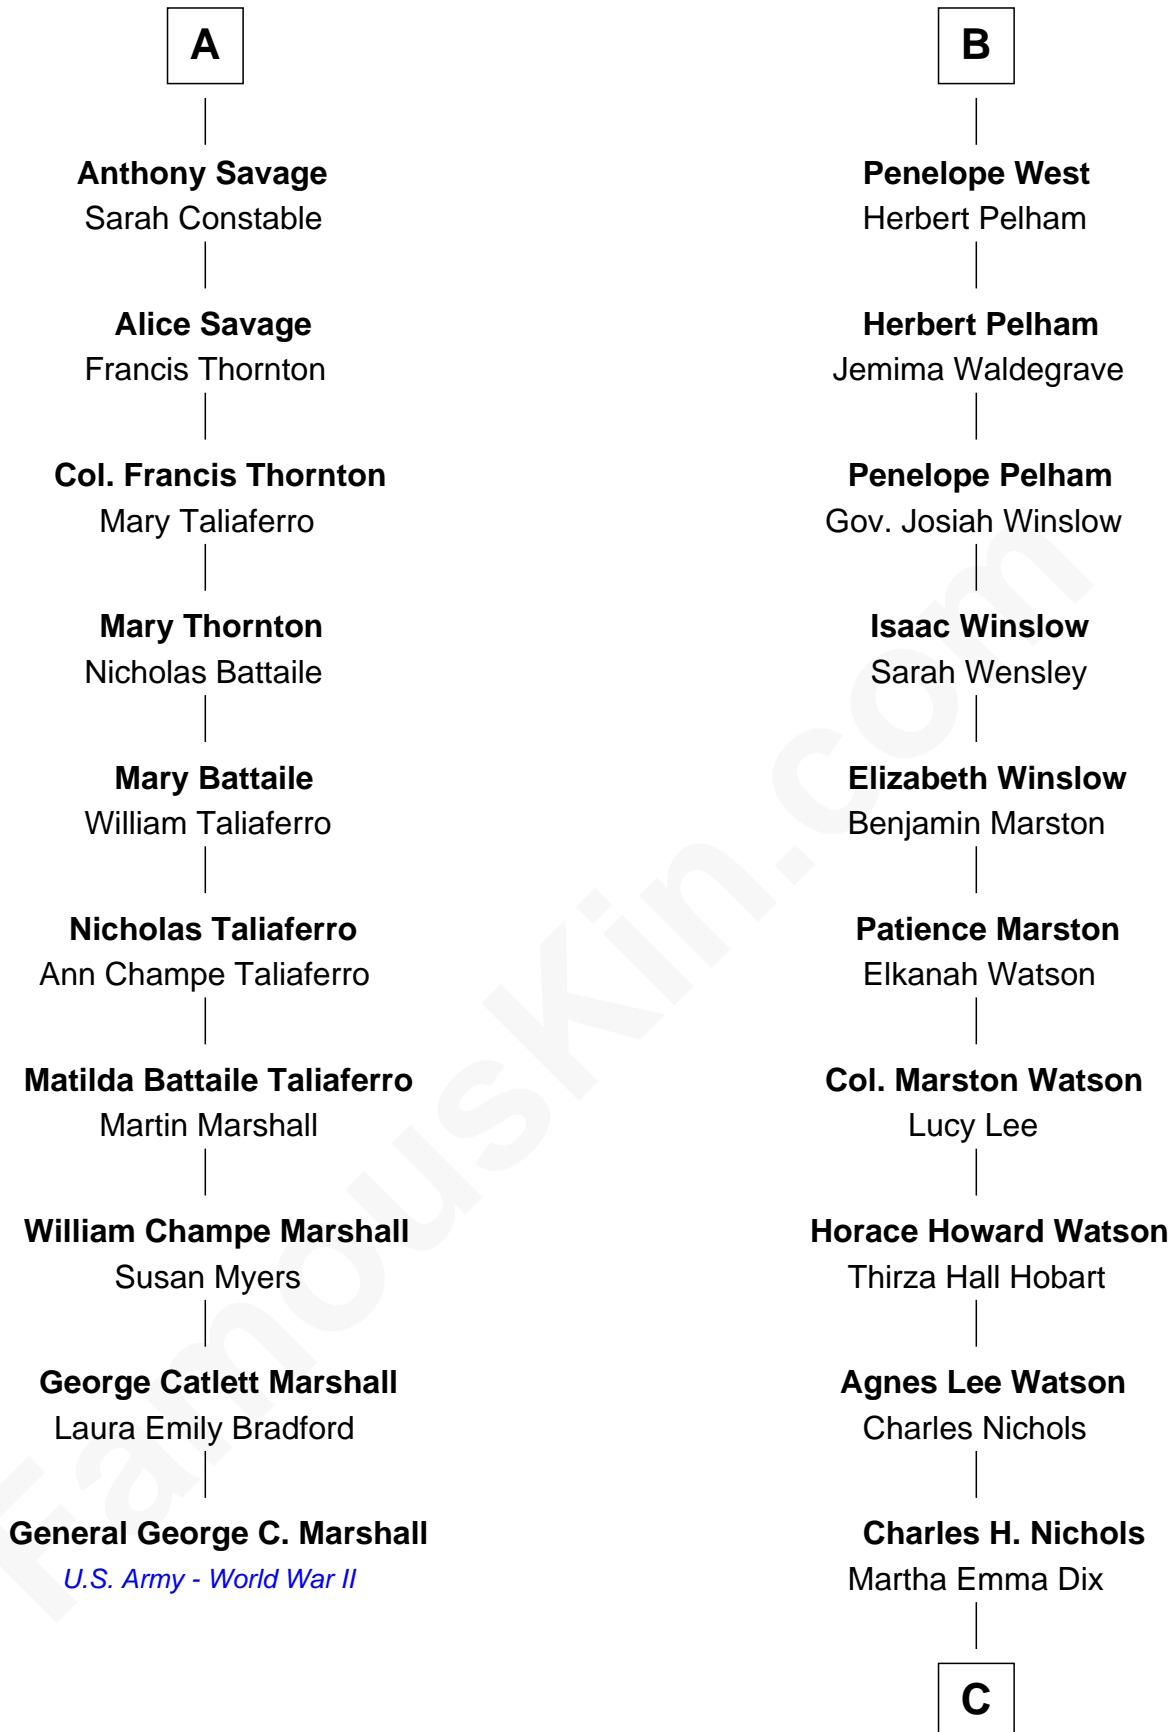 A
Anthony Savage
Sarah Constable
Alice Savage
Francis Thornton
Col. Francis Thornton
Mary Taliaferro
Mary Thornton
Nicholas Battaile
Mary Battaile
William Taliaferro
Nicholas Taliaferro
Ann Champe Taliaferro
Matilda Battaile Taliaferro
Martin Marshall
William Champe Marshall
Susan Myers
George Catlett Marshall
Laura Emily Bradford
General George C. Marshall
U.S. Army - World War II
B
Penelope West
Herbert Pelham
Herbert Pelham
Jemima Waldegrave
Penelope Pelham
Gov. Josiah Winslow
Isaac Winslow
Sarah Wensley
Elizabeth Winslow
Benjamin Marston
Patience Marston
Elkanah Watson
Col. Marston Watson
Lucy Lee
Horace Howard Watson
Thirza Hall Hobart
Agnes Lee Watson
Charles Nichols
Charles H. Nichols
Martha Emma Dix
C
FamousKin.com